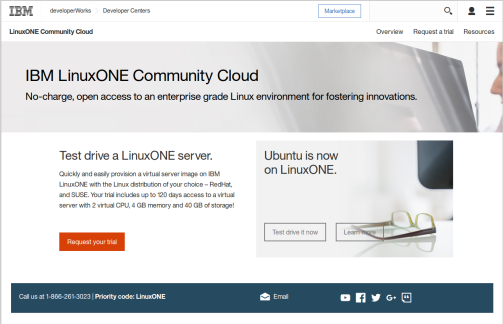 IBM
developerWorks Developer Centers Marketplace
LinuxONE Community Cloud Overview Request a trial Resources
IBM LinuxONE Community Cloud
No-charge, open access to an enterprise grade Linux environment for fostering innovations.
Test drive a LinuxONE server.
Quickly and easily provision a virtual server image on IBM
LinuxONE with the Linux distribution of your choice – RedHat,
and SUSE. Your trial includes up to 120 days access to a virtual
server with 2 virtual CPU, 4 GB memory and 40 GB of storage!
Request your trial
Ubuntu is now
on LinuxONE.
Test drive it now Learn more
Call us at 1-866-261-3023 | Priority code: LinuxONE Email